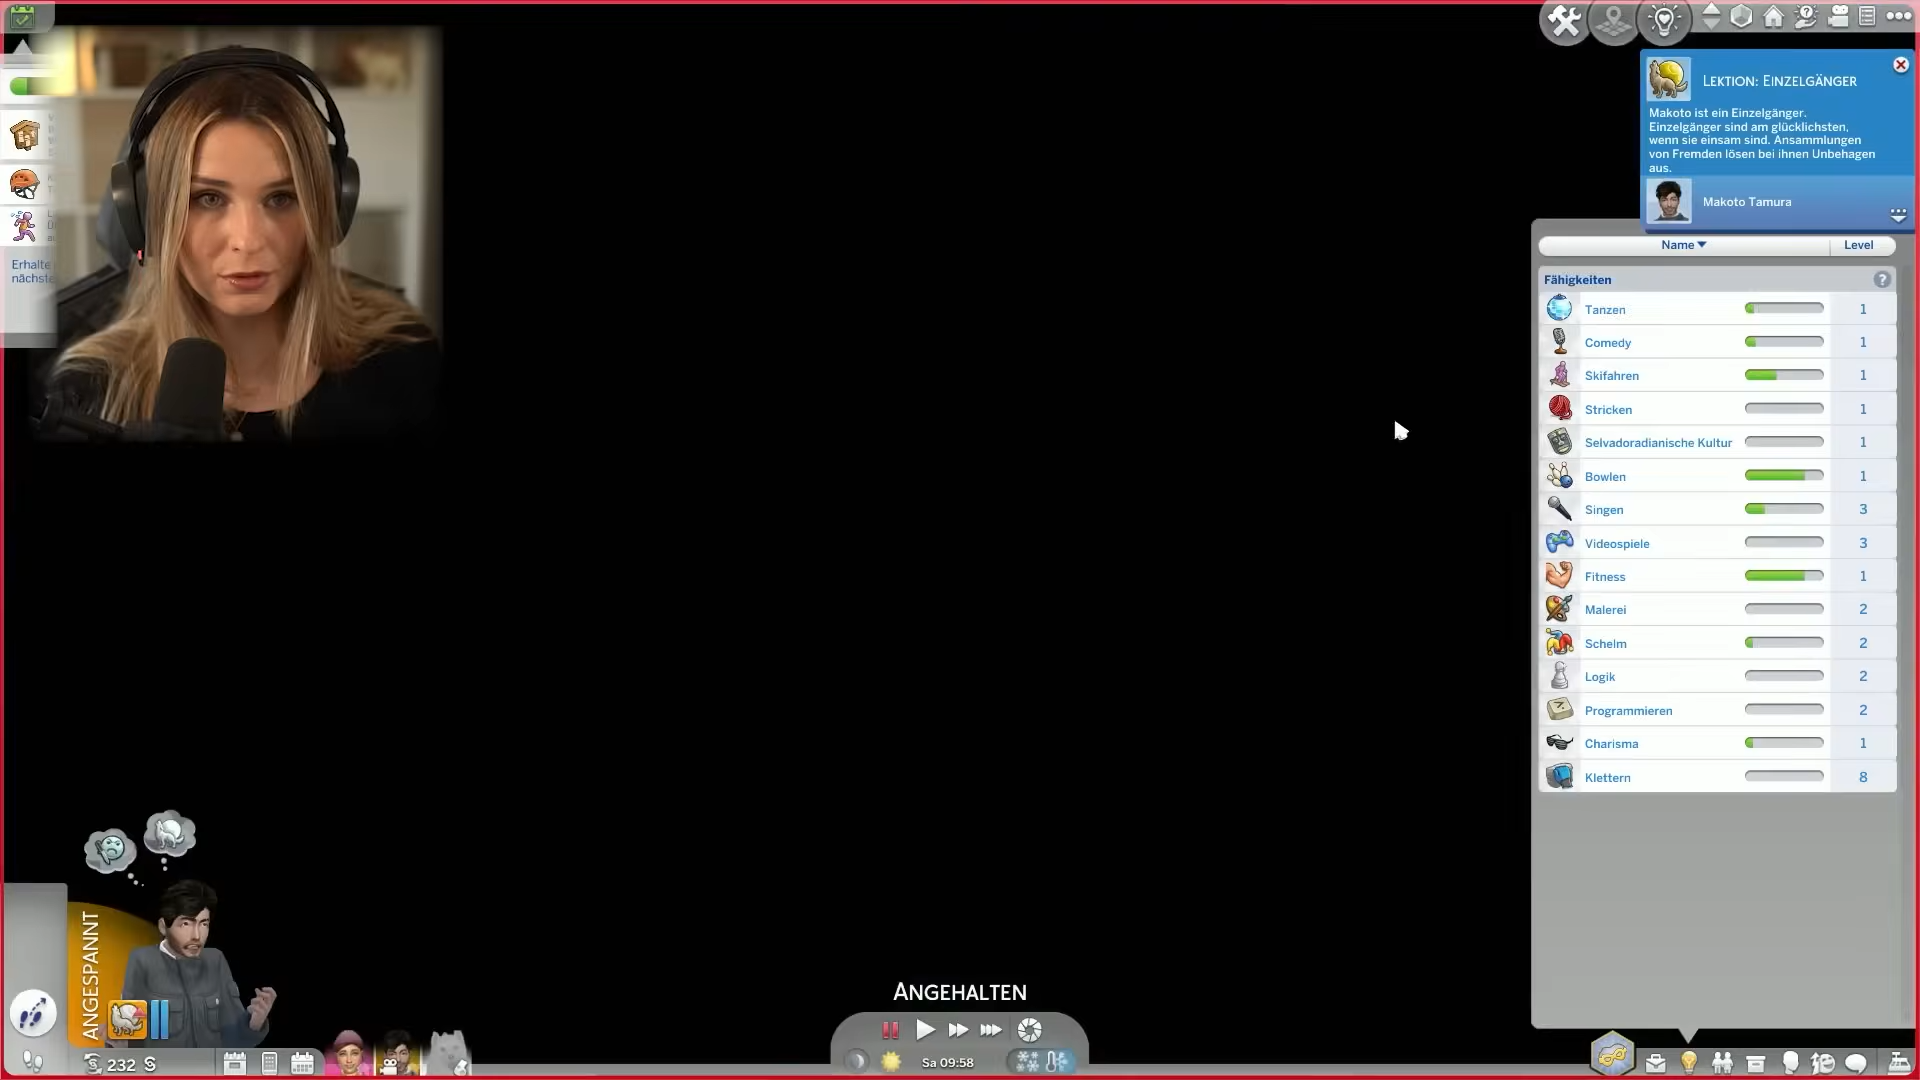 Lektion: Einzelgänger
Makoto ist ein Einzelgänger.
Einzelgänger sind am glücklichsten,
wenn sie einsam sind. Ansammlungen
von Fremden lösen bei ihnen Unbehagen
aus.
Makoto Tamura
Name Level
Fähigkeiten ?
Tanzen 1
Comedy 1
Skifahren 1
Stricken 1
Selvadoradianische Kultur 1
Bowlen 1
Singen 3
Videospiele 3
Fitness 1
Malerei 2
Schelm 2
Logik 2
Programmieren 2
Charisma 1
Klettern 8
Erhalte
nächste
ANGESPANNT
232
Angehalten
Sa 09:58